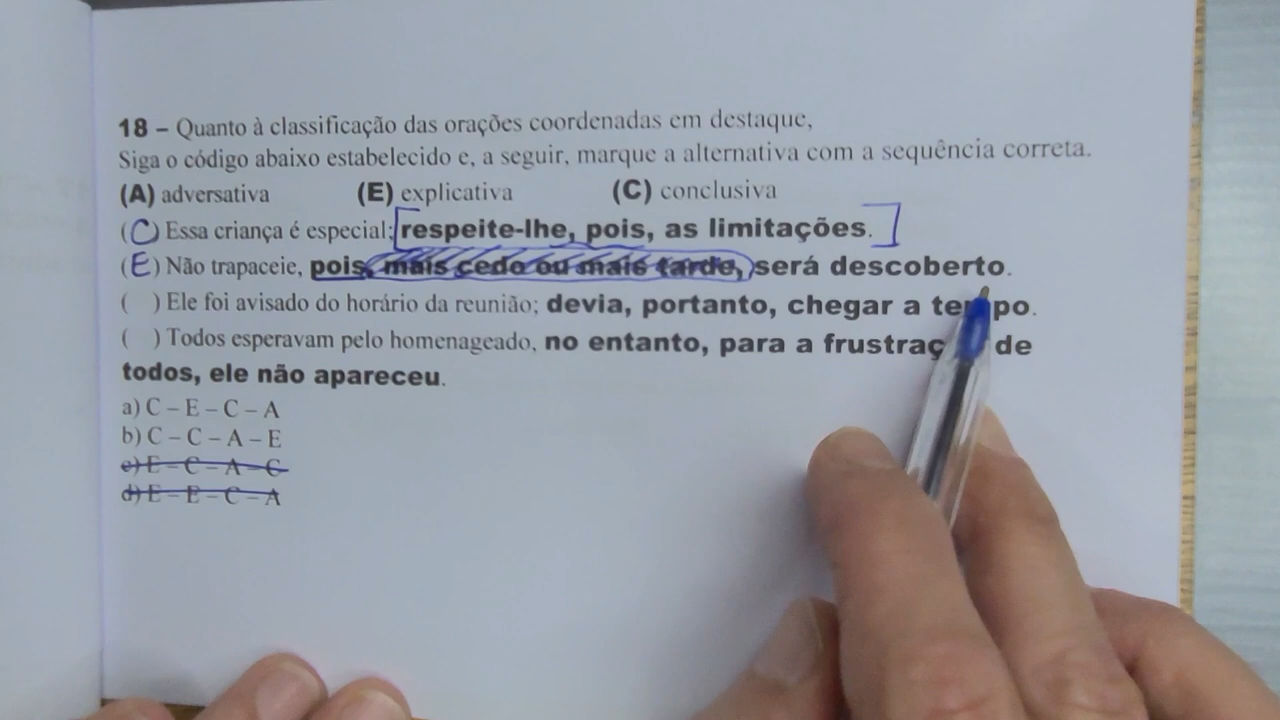 18 – Quanto à classificação das orações coordenadas em destaque,
Siga o código abaixo estabelecido e, a seguir, marque a alternativa com a sequência correta.
(A) adversativa (E) explicativa (C) conclusiva
(C) Essa criança é especial; respeite-lhe, pois, as limitações.
(E) Não trapaceie, pois, mais cedo ou mais tarde, será descoberto.
( ) Ele foi avisado do horário da reunião; devia, portanto, chegar a
( ) Todos esperavam pelo homenageado, no entanto, para a de
todos, ele não apareceu.
a) C – E – C – A
b) C – C – A – E
c) E – C – A – C
d) E – E – C – A